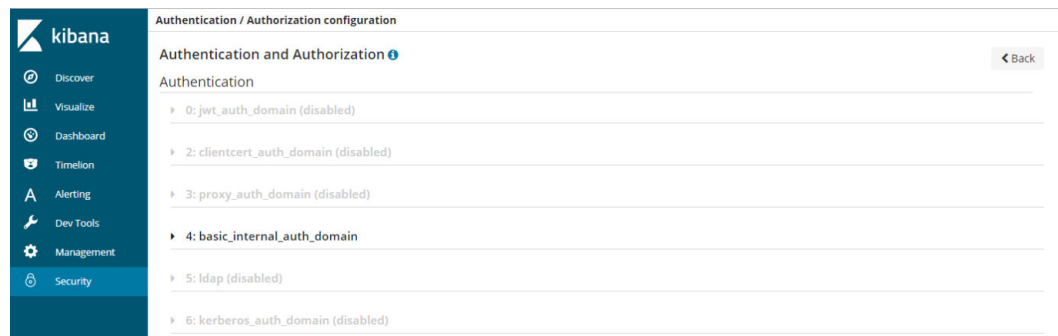 kibana
Discover
Visualize
Dashboard
Timelion
Alerting
Dev Tools
Management
Security
Authentication / Authorization configuration
Authentication and Authorization
Back
Authentication
0: jwt_auth_domain (disabled)
2: clientcert_auth_domain (disabled)
3: proxy_auth_domain (disabled)
4: basic_internal_auth_domain
5: ldap (disabled)
6: kerberos_auth_domain (disabled)